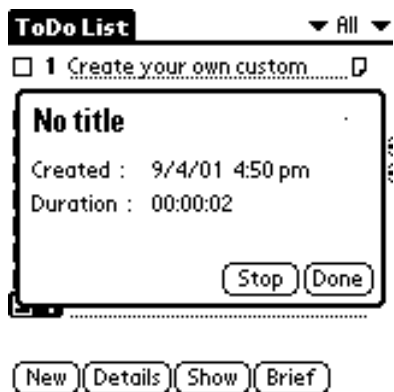 ToDo List All
1 Create your own custom
No title
Created : 9/4/01 4:50 pm
Duration : 00:00:02
Stop Done
New Details Show Brief